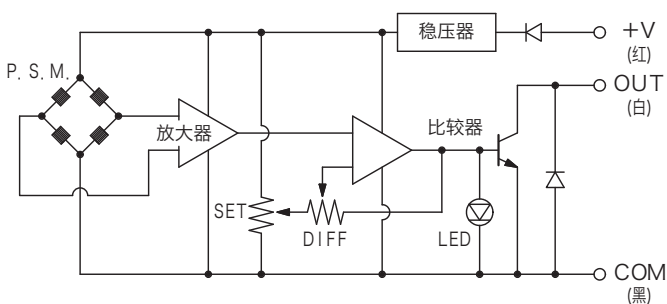 稳压器
+V
(红)
P. S. M.
OUT
(白)
放大器
比较器
SET
DIFF
LED
COM
(黑)